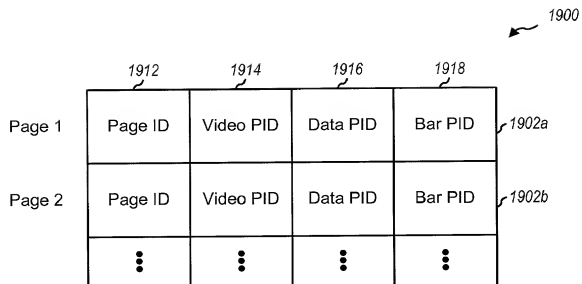 1900
1912 1914 1916 1918
Page 1 Page ID Video PID Data PID Bar PID 1902a
Page 2 Page ID Video PID Data PID Bar PID 1902b